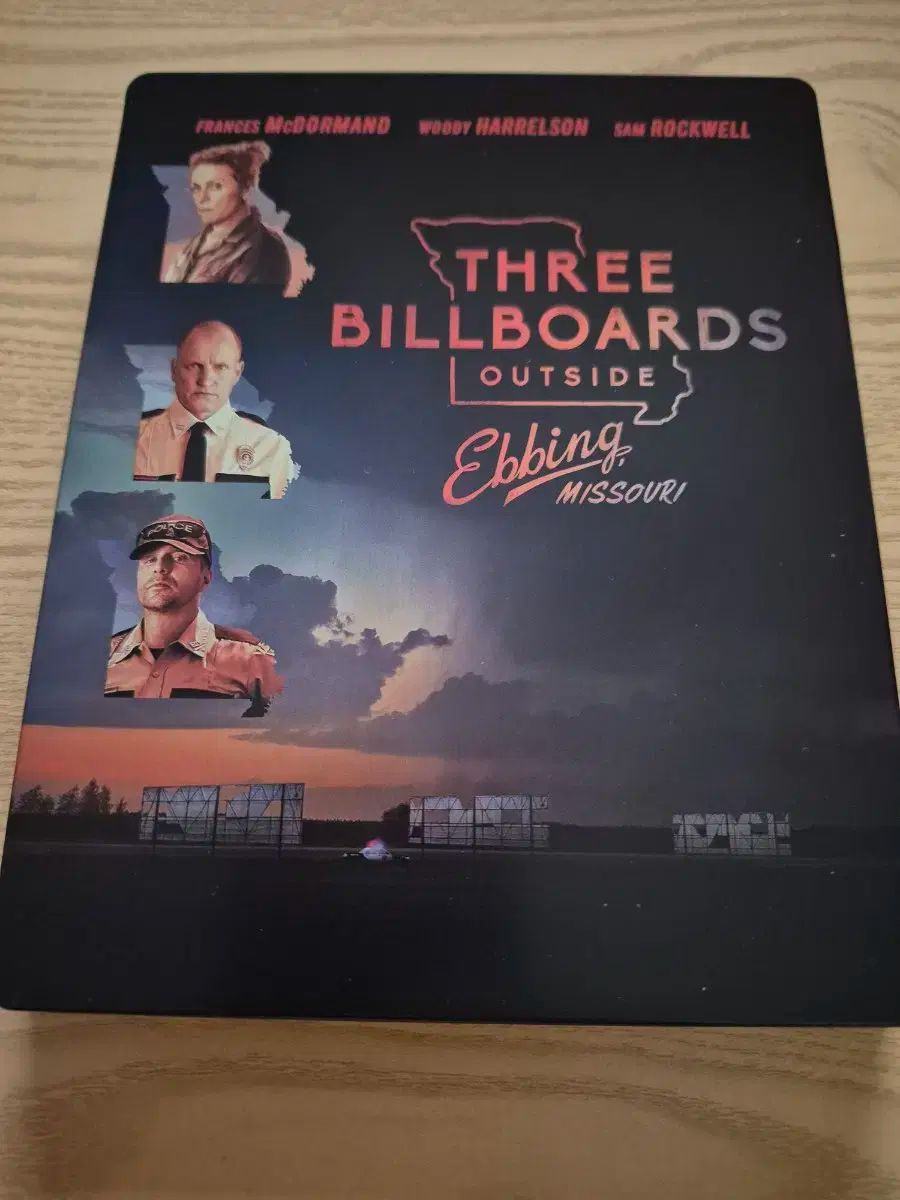 FRANCES McDORMAND WOODY HARRELSON SAM ROCKWELL
THREE
BILLBOARDS
OUTSIDE
Ebbing,
MISSOURI
POLICE